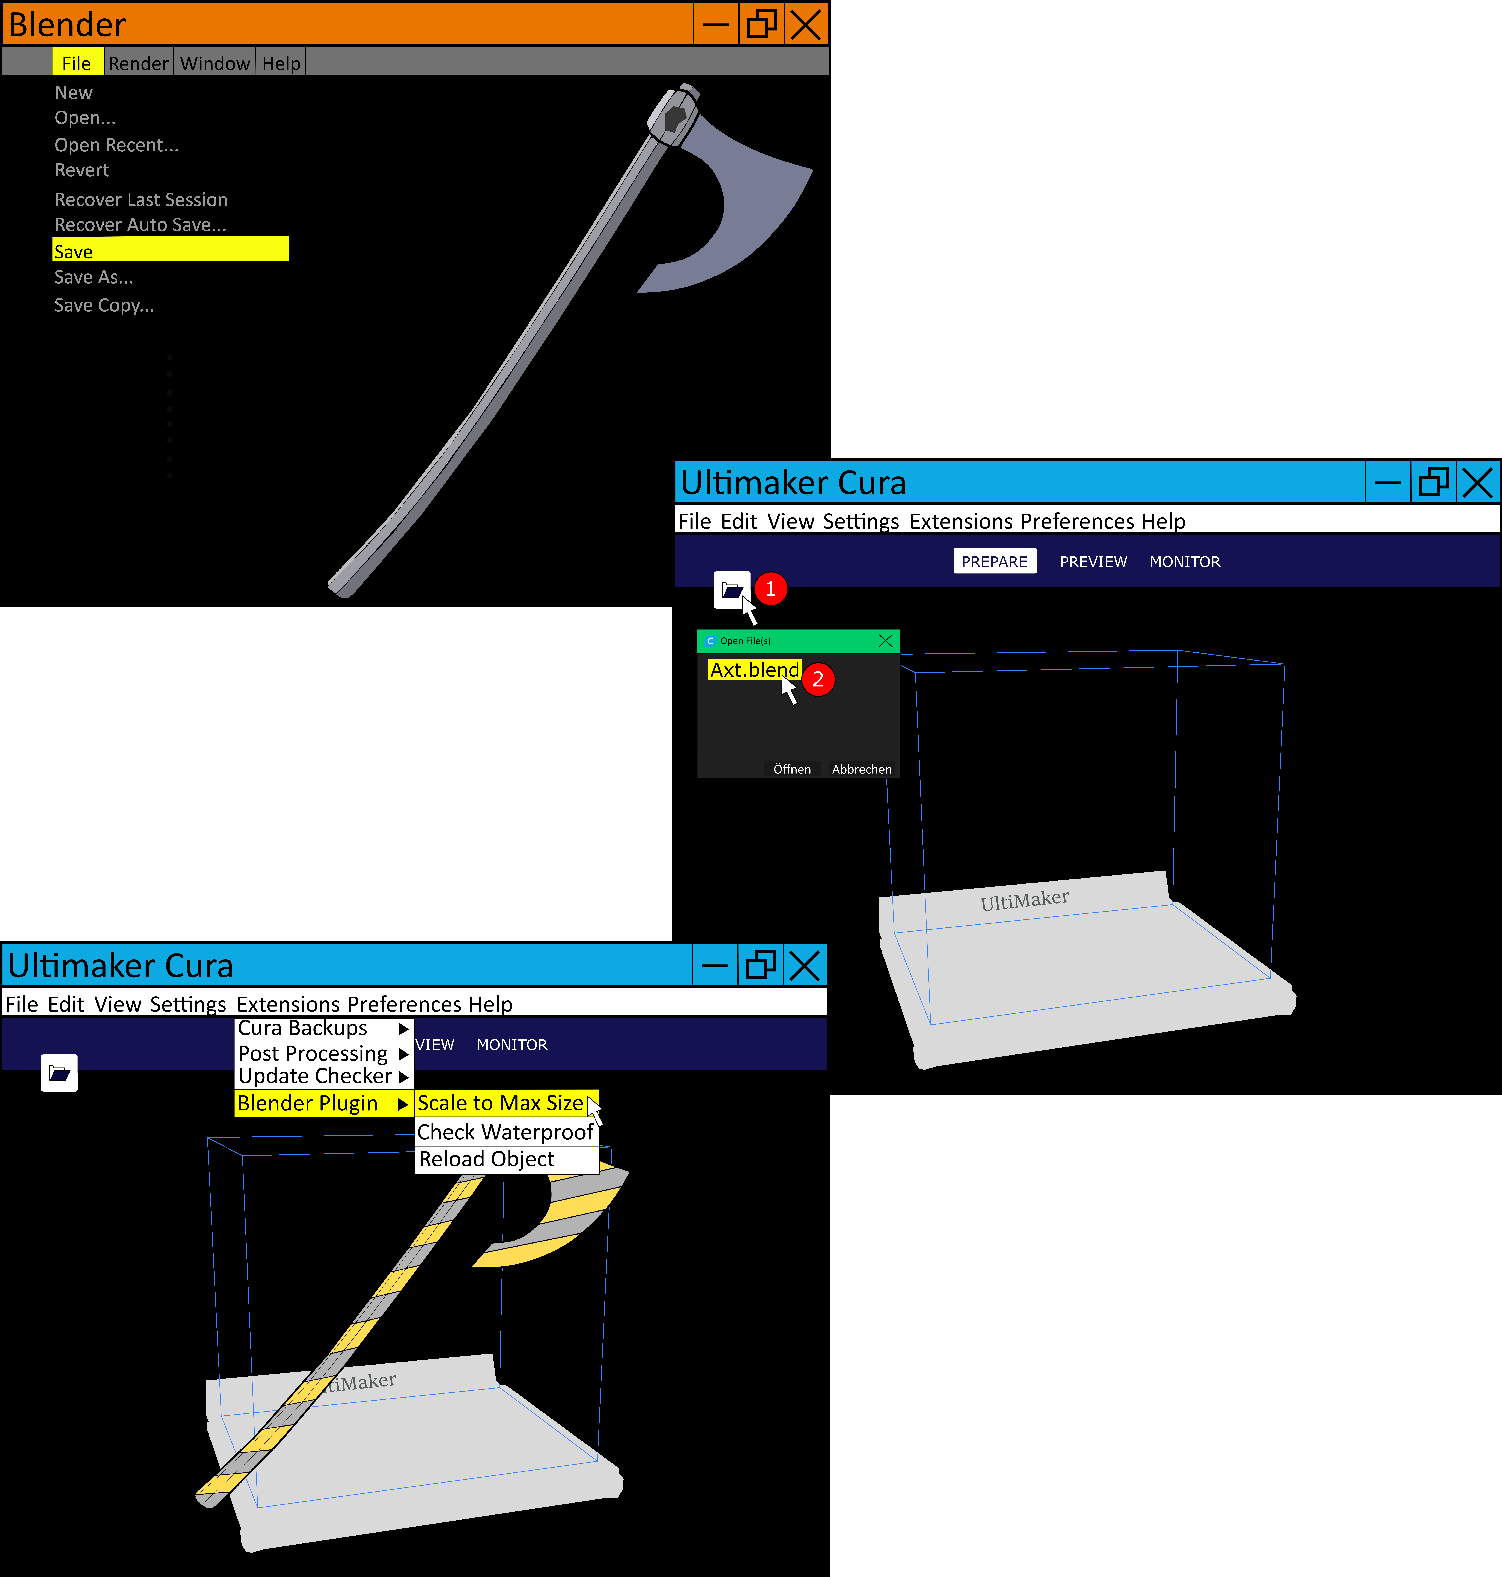 Blender
File Render Window Help
New
Open...
Open Recent...
Revert
Recover Last Session
Recover Auto Save...
Save
Save As...
Save Copy...
Ultimaker Cura
File Edit View Settings Extensions Preferences Help
PREPARE PREVIEW MONITOR
1
C Open File(s)
Axt.blend
2
Öffnen Abbrechen
UltiMaker
Ultimaker Cura
File Edit View Settings Extensions Preferences Help
Cura Backups
VIEW MONITOR
Post Processing
Update Checker
Blender Plugin
Scale to Max Size
Check Waterproof
Reload Object
tiMaker